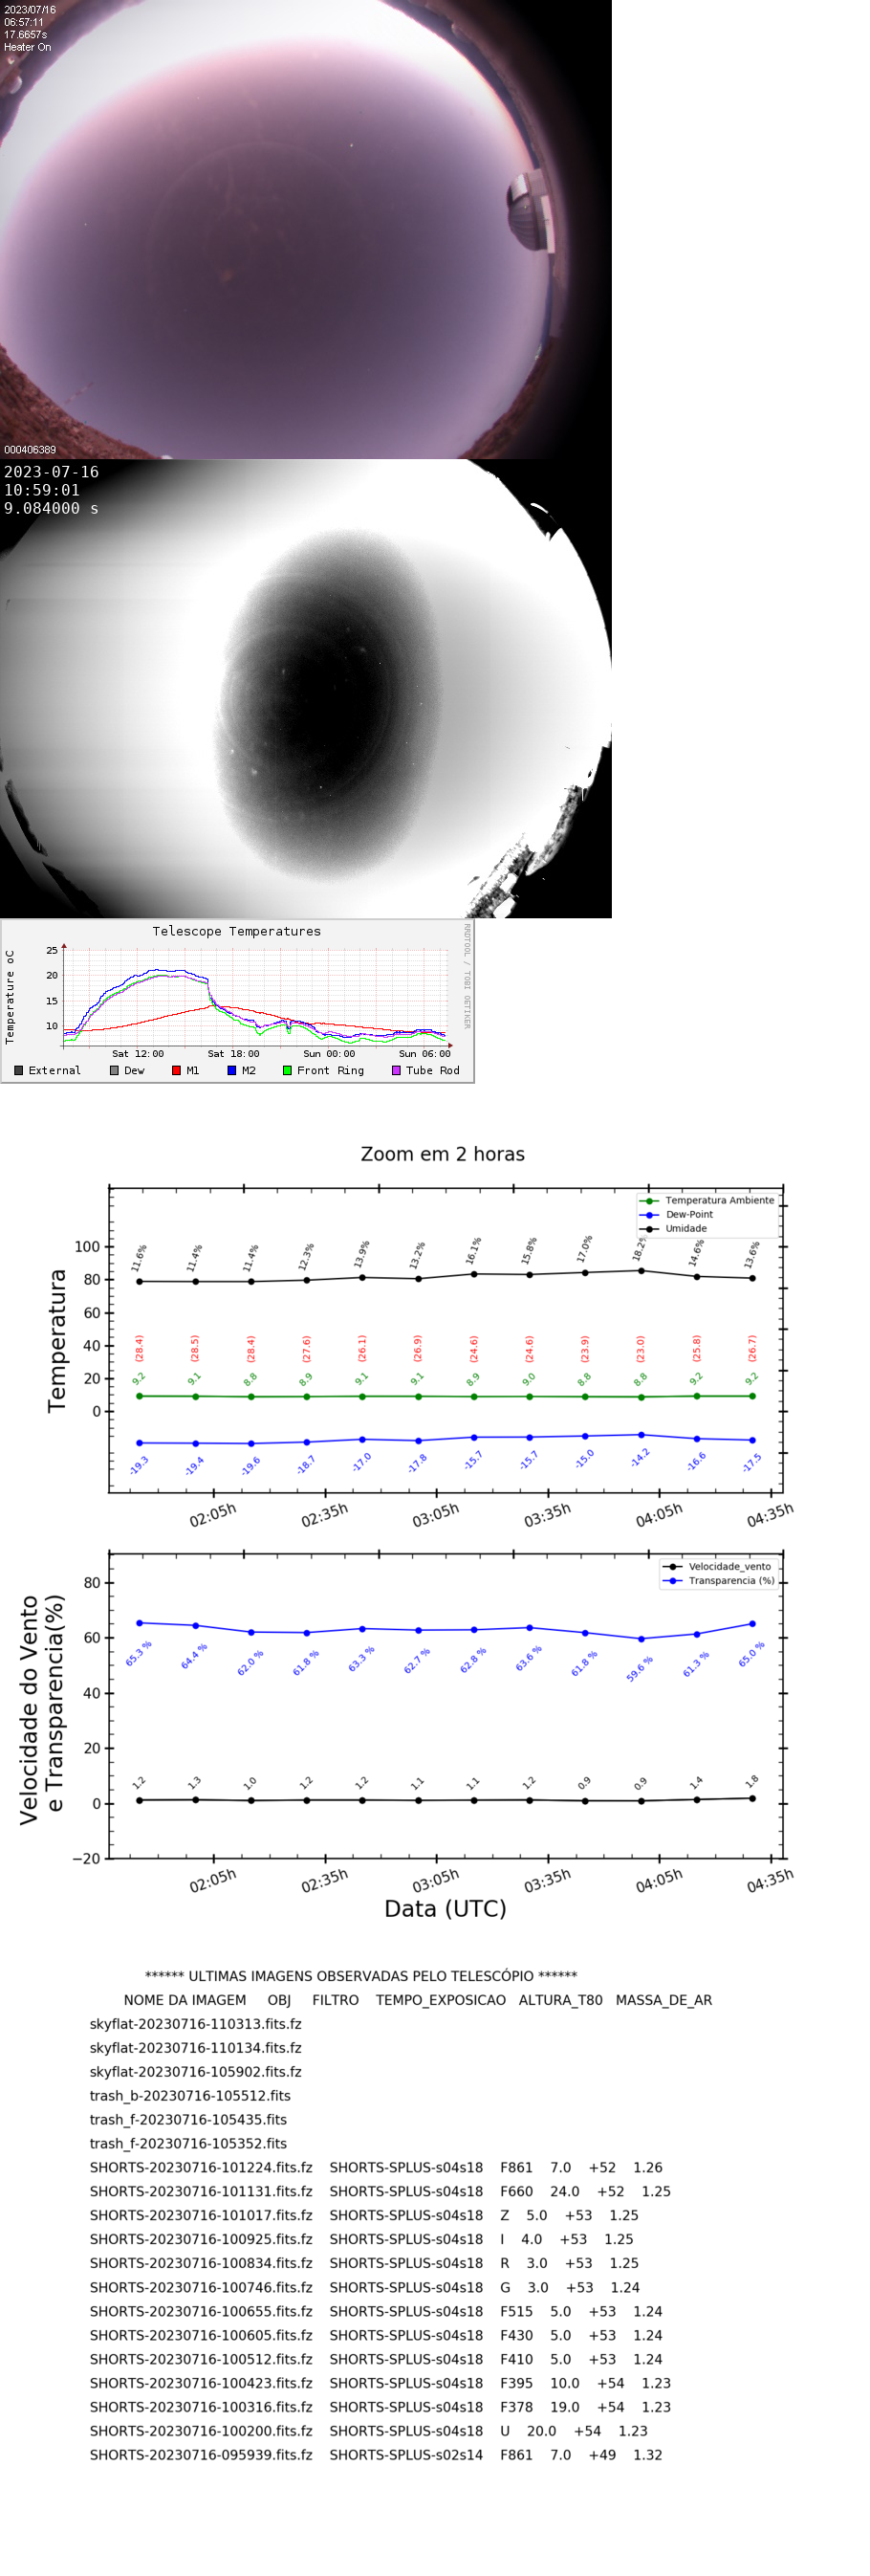 2023/07/16
06:57:11
17.6657s
Heater On
000406389
2023-07-16
10:59:01
9.084000 s
Telescope Temperatures
RRDTOOL / TOBI OETIKER
Temperature oC
25
20
15
10
Sat 12:00 Sat 18:00 Sun 00:00 Sun 06:00
External Dew M1 M2 Front Ring Tube Rod
Zoom em 2 horas
Temperatura Ambiente
Dew-Point
Umidade
Temperatura
100
80
60
40
20
0
11.6% 11.4% 11.4% 12.3% 13.9% 13.2% 16.1% 15.8% 17.0% 18.2% 14.6% 13.6%
(28.4) (28.5) (28.4) (27.6) (26.1) (26.9) (24.6) (24.6) (23.9) (23.0) (25.8) (26.7)
9.2 9.1 8.8 8.9 9.1 9.1 8.9 9.0 8.8 8.8 9.2 9.2
-19.3 -19.4 -19.6 -18.7 -17.0 -17.8 -15.7 -15.7 -15.0 -14.2 -16.6 -17.5
02:05h 02:35h 03:05h 03:35h 04:05h 04:35h
Velocidade_vento
Transparencia (%)
Velocidade do Vento
e Transparencia(%)
80
60
40
20
0
−20
65.3 % 64.4 % 62.0 % 61.8 % 63.3 % 62.7 % 62.8 % 63.6 % 61.8 % 59.6 % 61.3 % 65.0 %
1.2 1.3 1.0 1.2 1.2 1.1 1.1 1.2 0.9 0.9 1.4 1.8
02:05h 02:35h 03:05h 03:35h 04:05h 04:35h
Data (UTC)
****** ULTIMAS IMAGENS OBSERVADAS PELO TELESCÓPIO ******
NOME DA IMAGEM OBJ FILTRO TEMPO_EXPOSICAO ALTURA_T80 MASSA_DE_AR
skyflat-20230716-110313.fits.fz
skyflat-20230716-110134.fits.fz
skyflat-20230716-105902.fits.fz
trash_b-20230716-105512.fits
trash_f-20230716-105435.fits
trash_f-20230716-105352.fits
SHORTS-20230716-101224.fits.fz SHORTS-SPLUS-s04s18 F861 7.0 +52 1.26
SHORTS-20230716-101131.fits.fz SHORTS-SPLUS-s04s18 F660 24.0 +52 1.25
SHORTS-20230716-101017.fits.fz SHORTS-SPLUS-s04s18 Z 5.0 +53 1.25
SHORTS-20230716-100925.fits.fz SHORTS-SPLUS-s04s18 I 4.0 +53 1.25
SHORTS-20230716-100834.fits.fz SHORTS-SPLUS-s04s18 R 3.0 +53 1.25
SHORTS-20230716-100746.fits.fz SHORTS-SPLUS-s04s18 G 3.0 +53 1.24
SHORTS-20230716-100655.fits.fz SHORTS-SPLUS-s04s18 F515 5.0 +53 1.24
SHORTS-20230716-100605.fits.fz SHORTS-SPLUS-s04s18 F430 5.0 +53 1.24
SHORTS-20230716-100512.fits.fz SHORTS-SPLUS-s04s18 F410 5.0 +53 1.24
SHORTS-20230716-100423.fits.fz SHORTS-SPLUS-s04s18 F395 10.0 +54 1.23
SHORTS-20230716-100316.fits.fz SHORTS-SPLUS-s04s18 F378 19.0 +54 1.23
SHORTS-20230716-100200.fits.fz SHORTS-SPLUS-s04s18 U 20.0 +54 1.23
SHORTS-20230716-095939.fits.fz SHORTS-SPLUS-s02s14 F861 7.0 +49 1.32